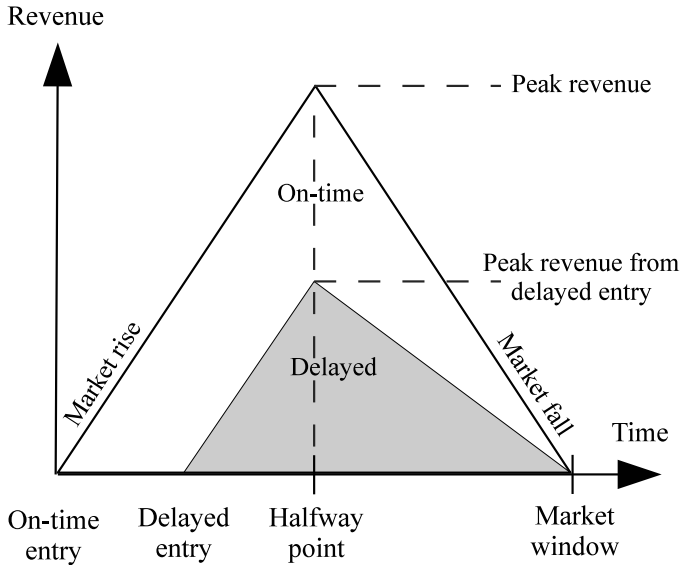 Revenue
Peak revenue
On-time
Peak revenue from
delayed entry
Market rise
Delayed
Market fall
Time
On-time
entry
Delayed
entry
Halfway
point
Market
window